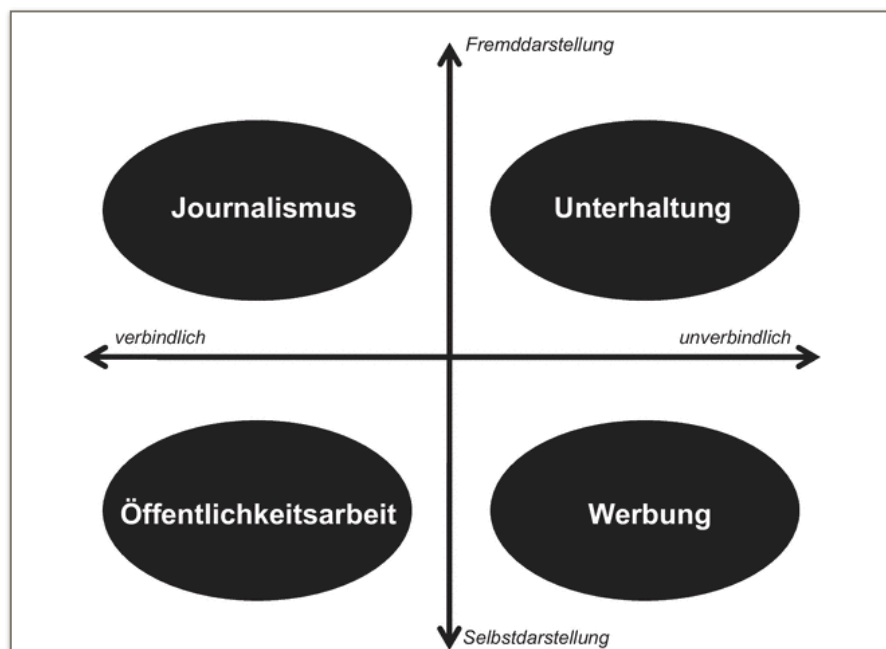 Fremddarstellung
Journalismus
Unterhaltung
verbindlich
unverbindlich
Öffentlichkeitsarbeit
Werbung
Selbstdarstellung